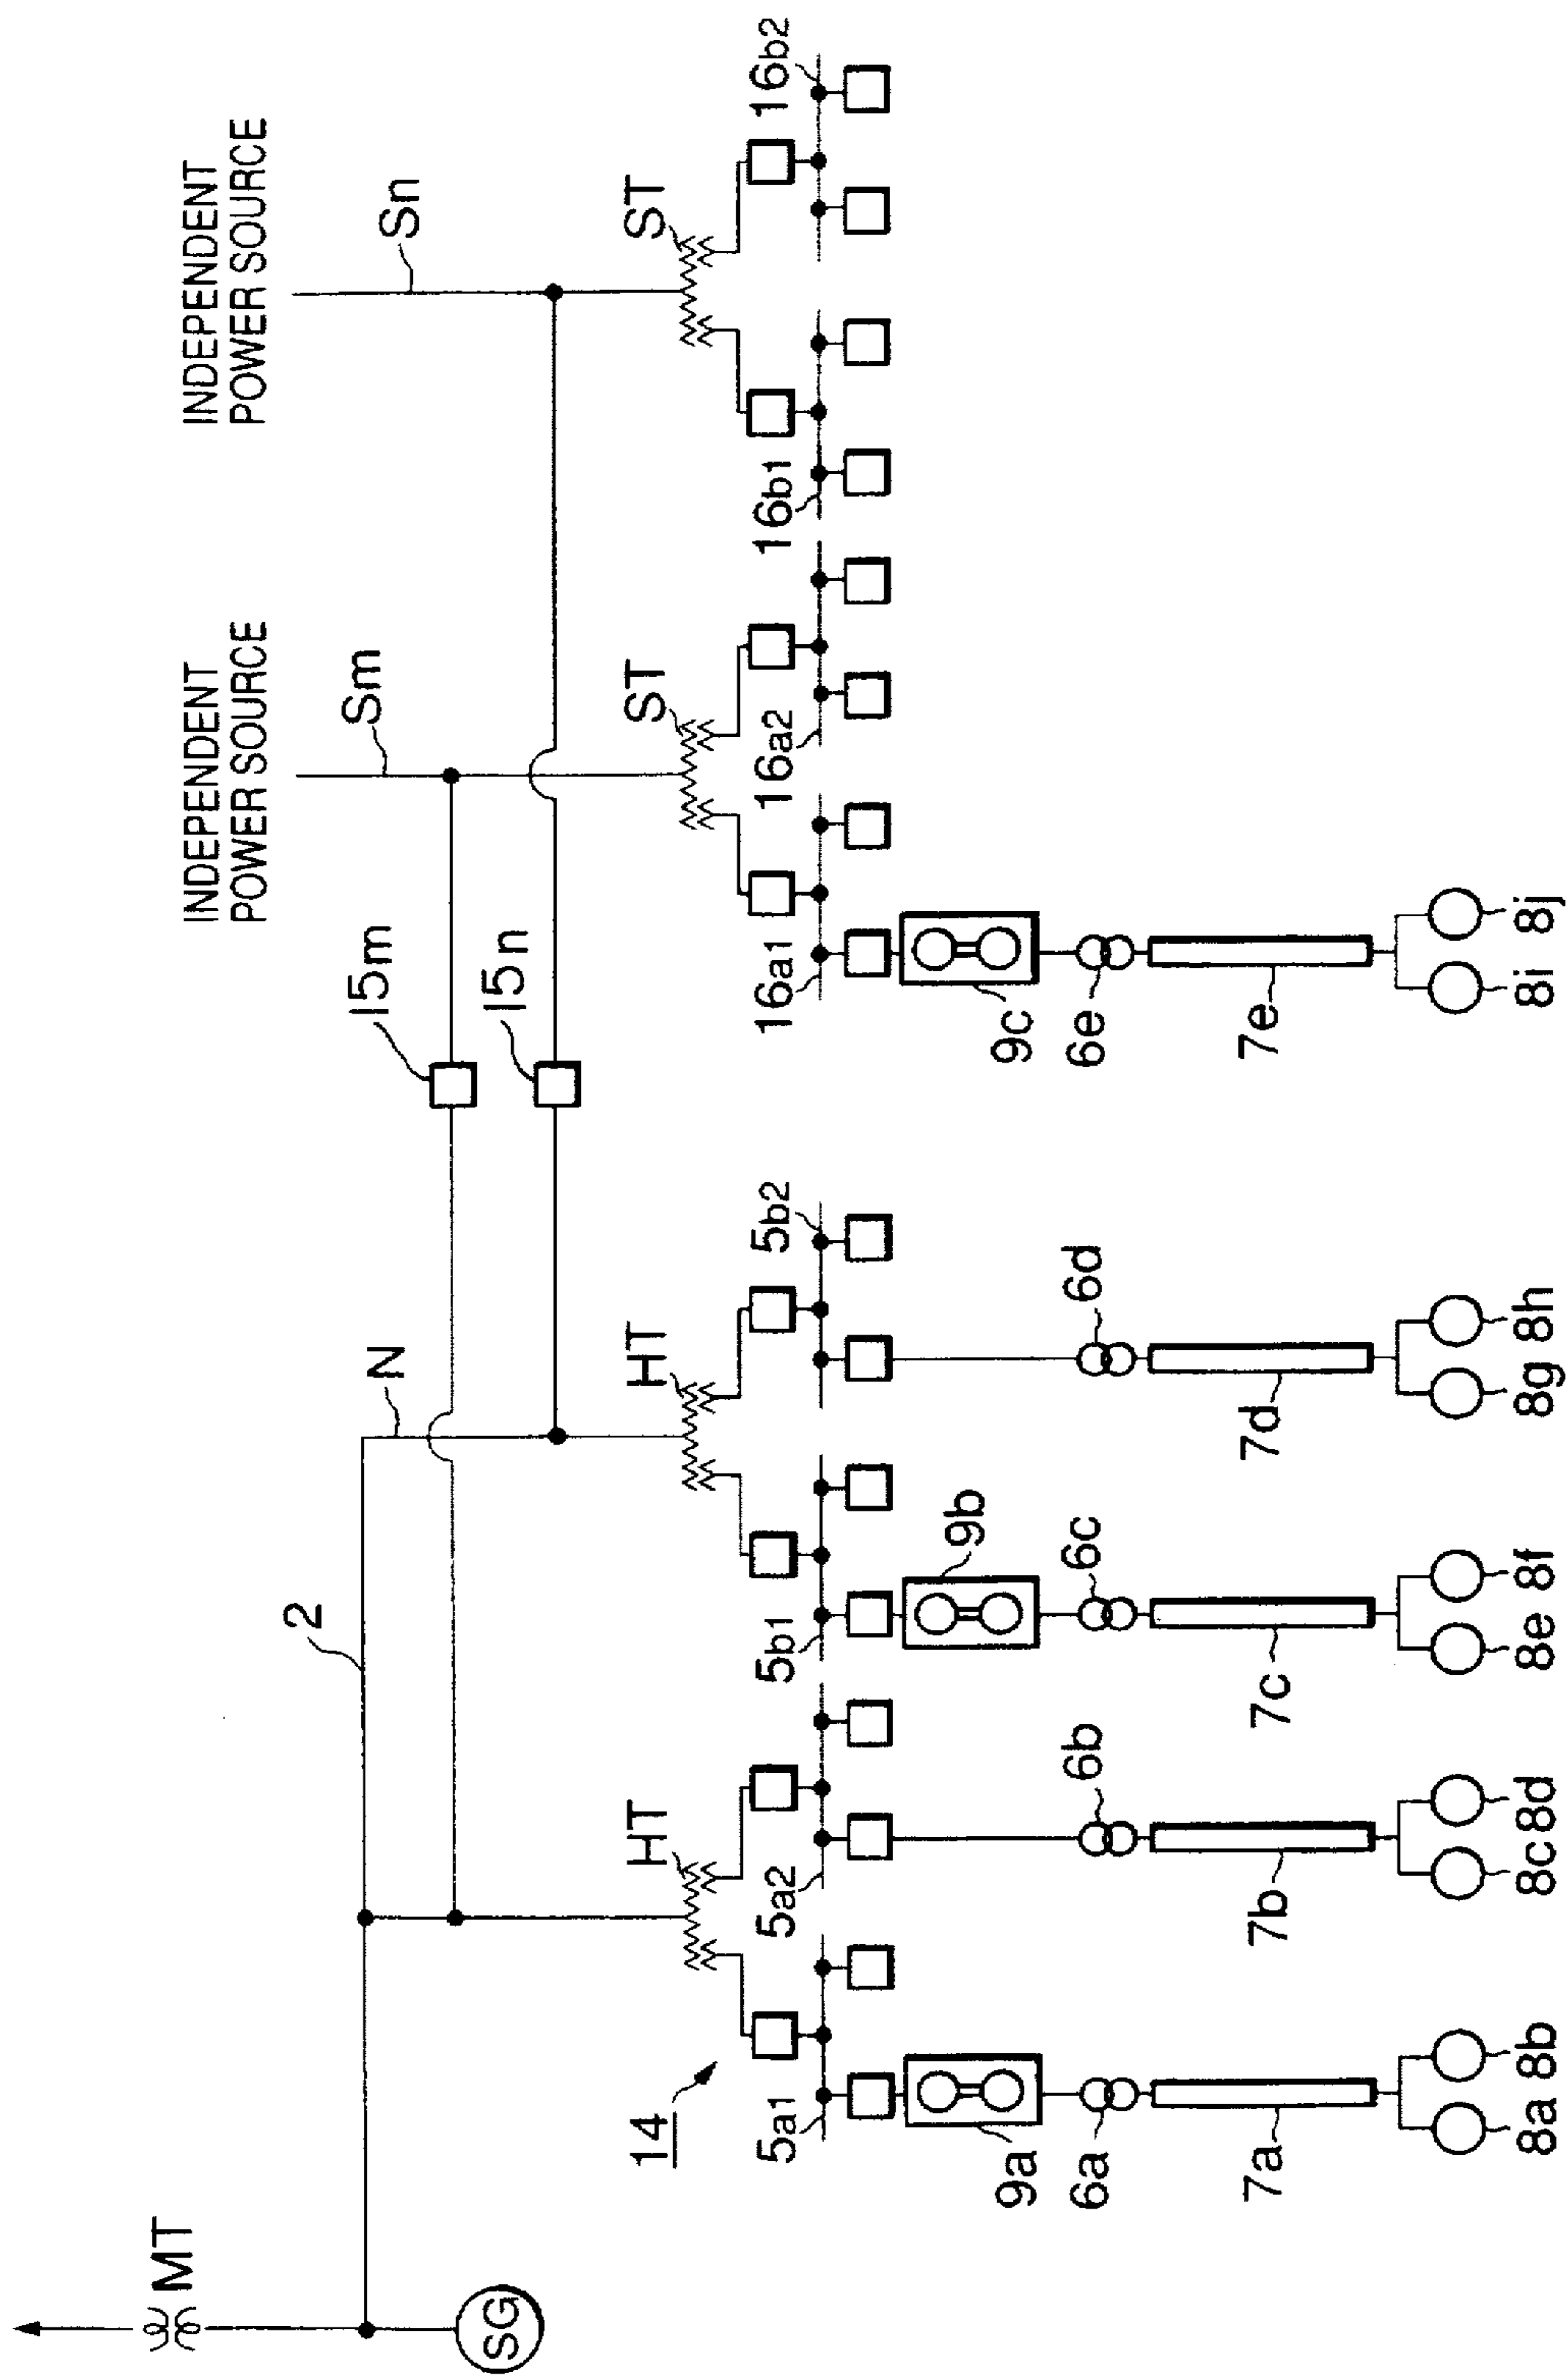 MT
SG
2
N
INDEPENDENT
POWER SOURCE
INDEPENDENT
POWER SOURCE
Sm
Sn
15m
15n
14
HT
HT
ST
ST
5a1
5a2
5b1
5b2
16a1
16a2
16b1
16b2
9a
9b
9c
6a
6b
6c
6d
6e
7a
7b
7c
7d
7e
8a
8b
8c
8d
8e
8f
8g
8h
8i
8j